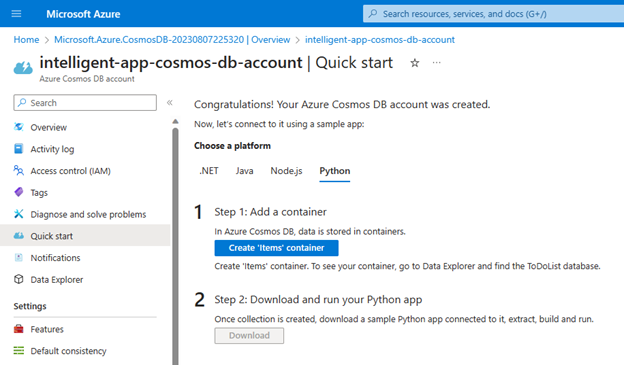 Microsoft Azure
Search resources, services, and docs (G+/)
Home > Microsoft.Azure.CosmosDB-20230807225320 | Overview > intelligent-app-cosmos-db-account
intelligent-app-cosmos-db-account | Quick start
Azure Cosmos DB account
Search
Overview
Activity log
Access control (IAM)
Tags
Diagnose and solve problems
Quick start
Notifications
Data Explorer
Settings
Features
Default consistency
Congratulations! Your Azure Cosmos DB account was created.
Now, let's connect to it using a sample app:
Choose a platform
.NET Java Node.js Python
1 Step 1: Add a container
In Azure Cosmos DB, data is stored in containers.
Create 'Items' container
Create 'Items' container. To see your container, go to Data Explorer and find the ToDoList database.
2 Step 2: Download and run your Python app
Once collection is created, download a sample Python app connected to it, extract, build and run.
Download